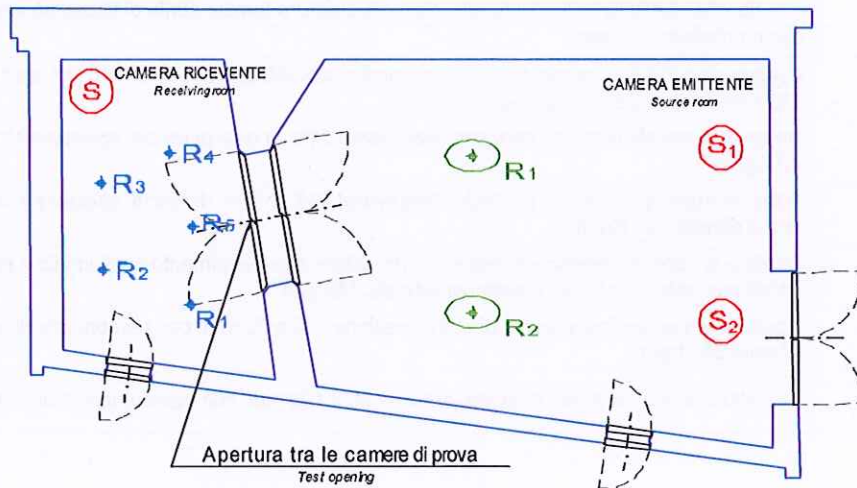 CAMERA RICEVENTE
Receiving room
S
CAMERA EMITTENTE
Source room
S1
R4
R1
R3
R5
R2
R1
R2
S2
Apertura tra le camere di prova
Test opening